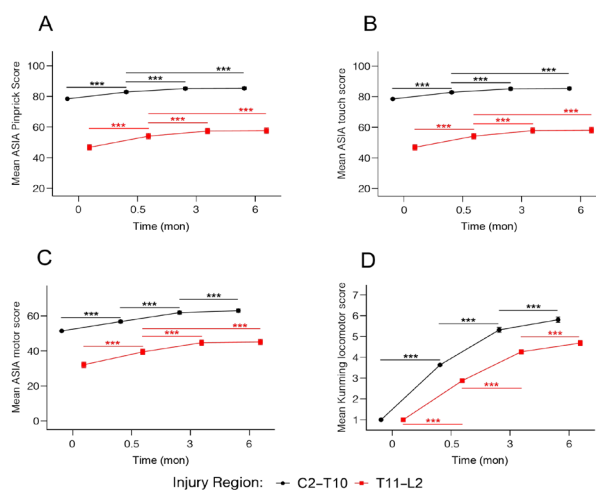 A
Mean ASIA Pinprick Score
100
80
60
40
20
*** *** ***
*** *** ***
0 0.5 3 6
Time (mon)
B
Mean ASIA touch score
100
80
60
40
20
*** *** ***
*** *** ***
0 0.5 3 6
Time (mon)
C
Mean ASIA motor score
60
40
20
0
*** *** ***
*** *** ***
0 0.5 3 6
Time (mon)
D
Mean Kunming locomotor score
7
6
5
4
3
2
1
*** *** ***
*** *** ***
0 0.5 3 6
Time (mon)
Injury Region: C2–T10 T11–L2